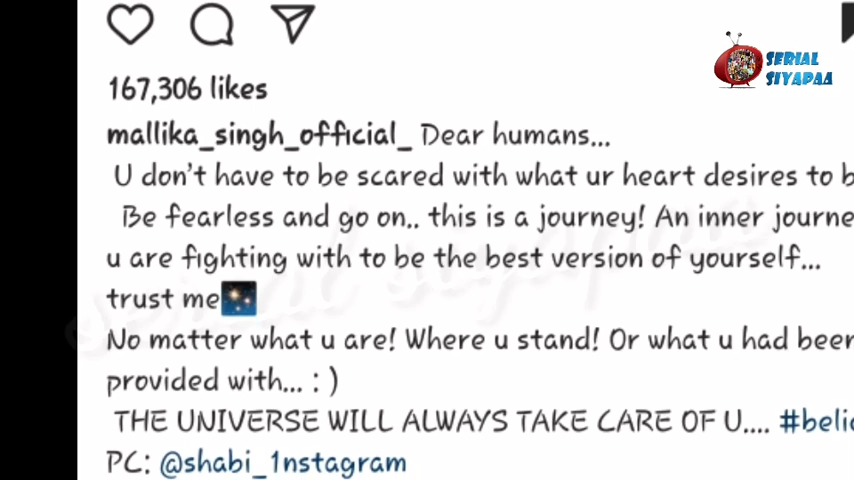 SERIAL
SIYAPAA
167,306 likes
mallika_singh_official_ Dear humans...
U don't have to be scared with what ur heart desires to
Be fearless and go on.. this is a journey! An inner
u are fighting with to be the best version of yourself...
trust me
No matter what u are! Where u stand! Or what u had been
provided with... : )
THE UNIVERSE WILL ALWAYS TAKE CARE OF U....
PC: @shabi_1nstagram
serial siyapaa